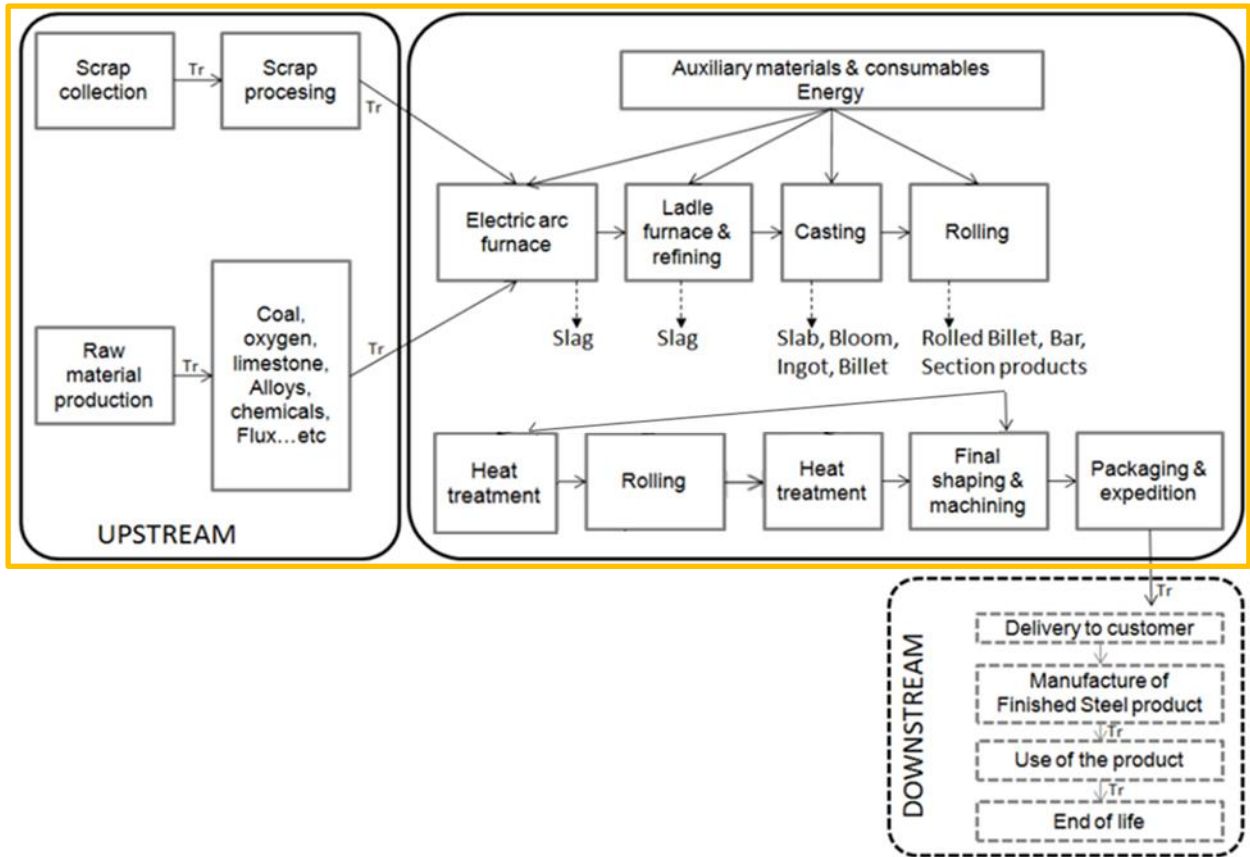 Scrap
collection
Tr
Scrap
procesing
Tr
Raw
material
production
Tr
Coal,
oxygen,
limestone,
Alloys,
chemicals,
Flux...etc
Tr
UPSTREAM
Auxiliary materials & consumables
Energy
Electric arc
furnace
Ladle
furnace &
refining
Casting
Rolling
Slag
Slag
Slab, Bloom,
Ingot, Billet
Rolled Billet, Bar,
Section products
Heat
treatment
Rolling
Heat
treatment
Final
shaping &
machining
Packaging &
expedition
Tr
DOWNSTREAM
Delivery to customer
Manufacture of
Finished Steel product
Tr
Use of the product
Tr
End of life